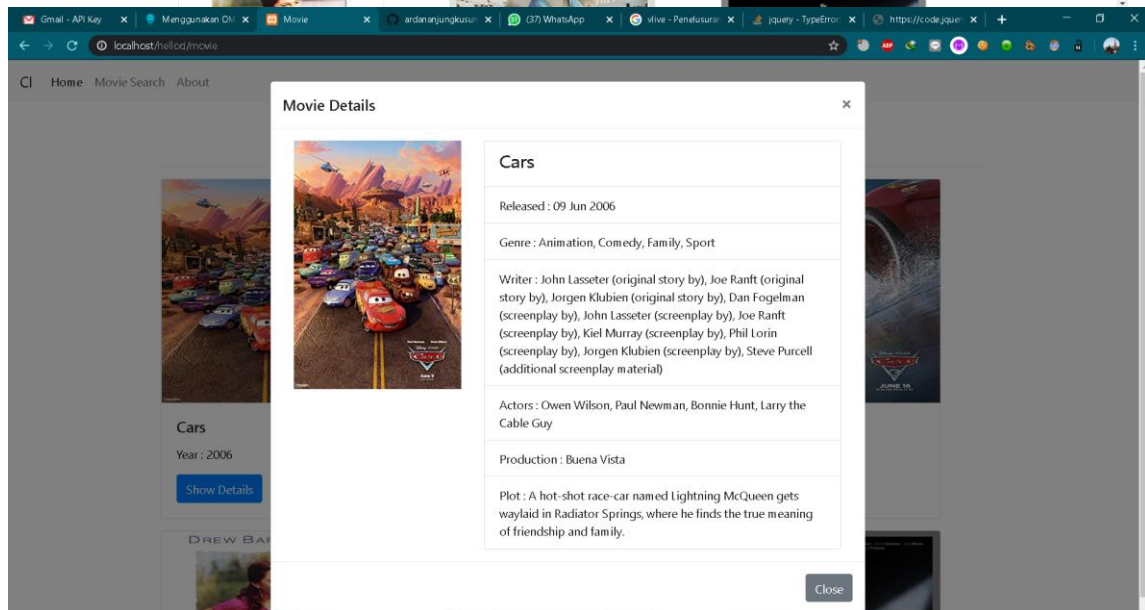 Gmail - API Key
Menggunakan OM
Movie
ardananjungkusun
(37) WhatsApp
vlive - Penelusuran
jquery - TypeError
https://code.jquer
localhost/hellod/movie
CI Home Movie Search About
Movie Details
×
Cars
Released : 09 Jun 2006
Genre : Animation, Comedy, Family, Sport
Writer : John Lasseter (original story by), Joe Ranft (original
story by), Jorgen Klubien (original story by), Dan Fogelman
(screenplay by), John Lasseter (screenplay by), Joe Ranft
(screenplay by), Kiel Murray (screenplay by), Phil Lorin
(screenplay by), Jorgen Klubien (screenplay by), Steve Purcell
(additional screenplay material)
Actors : Owen Wilson, Paul Newman, Bonnie Hunt, Larry the
Cable Guy
Production : Buena Vista
Plot : A hot-shot race-car named Lightning McQueen gets
waylaid in Radiator Springs, where he finds the true meaning
of friendship and family.
Close
Cars
Year : 2006
Show Details
JUNE 16
DREW BA